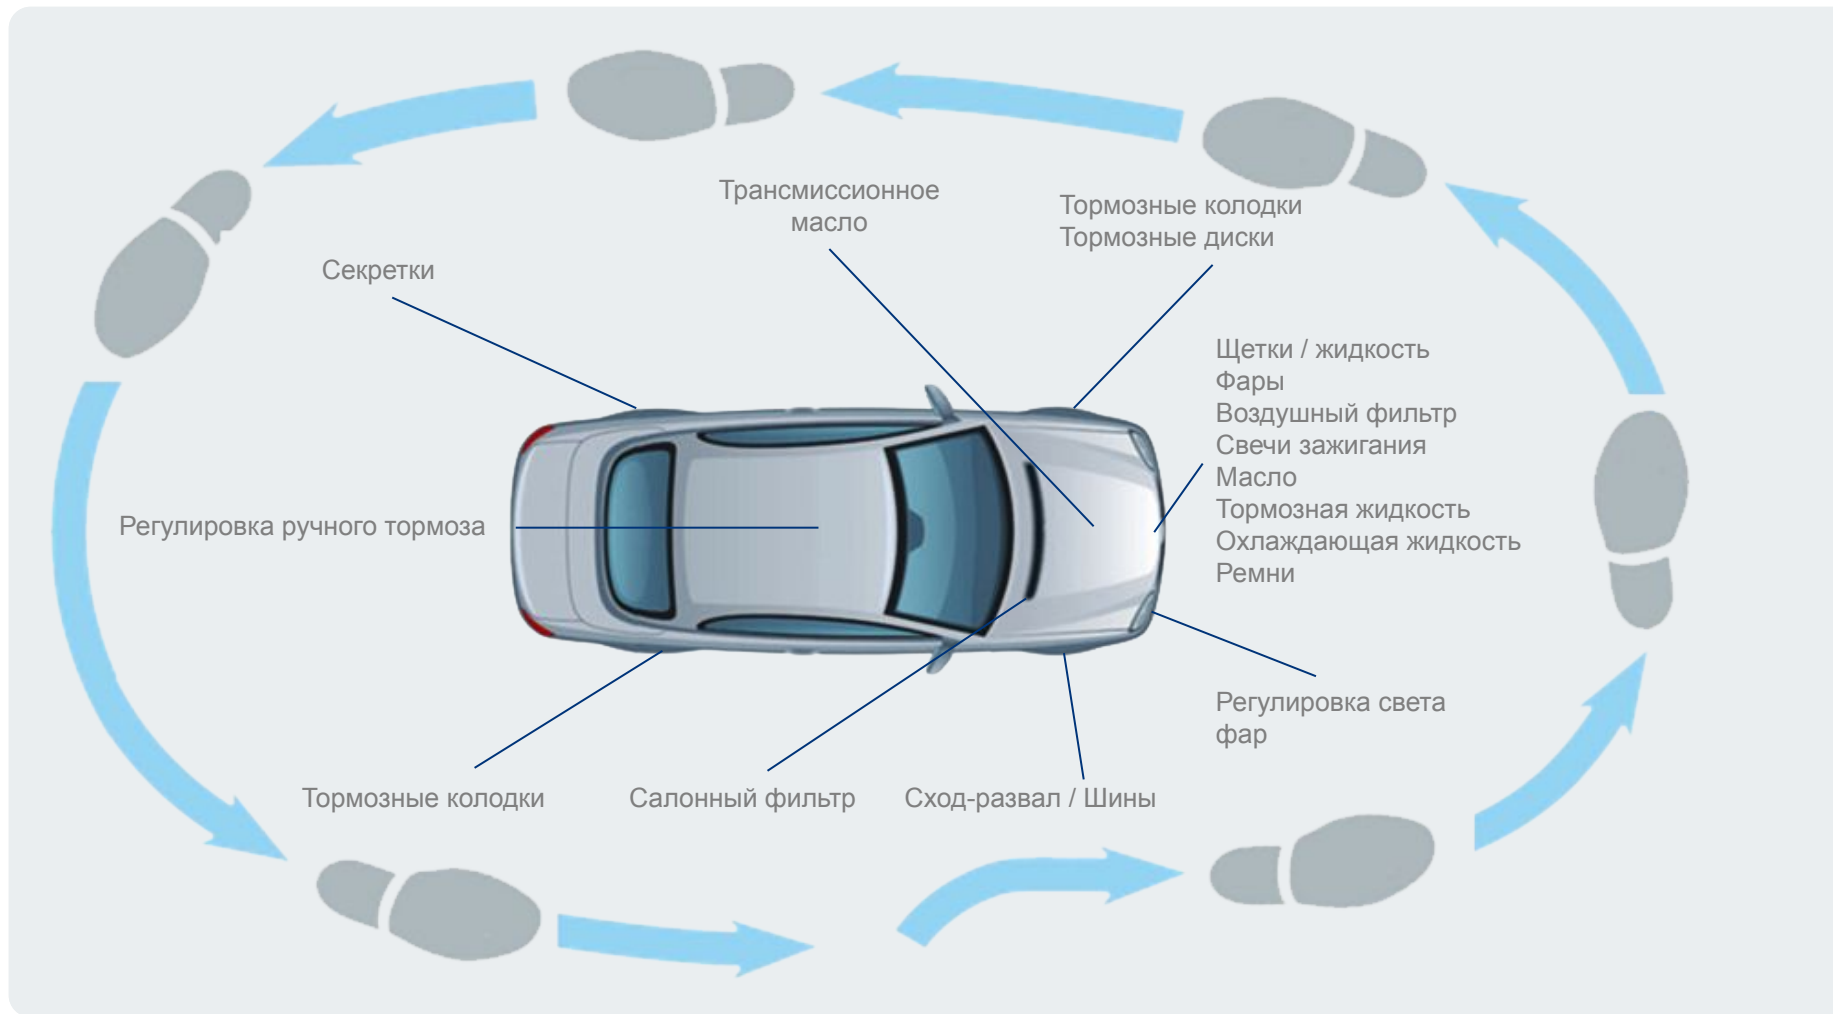 Трансмиссионное
масло
Тормозные колодки
Тормозные диски
Секретки
Щетки / жидкость
Фары
Воздушный фильтр
Свечи зажигания
Масло
Тормозная жидкость
Охлаждающая жидкость
Ремни
Регулировка ручного тормоза
Регулировка света
фар
Тормозные колодки
Салонный фильтр
Сход-развал / Шины